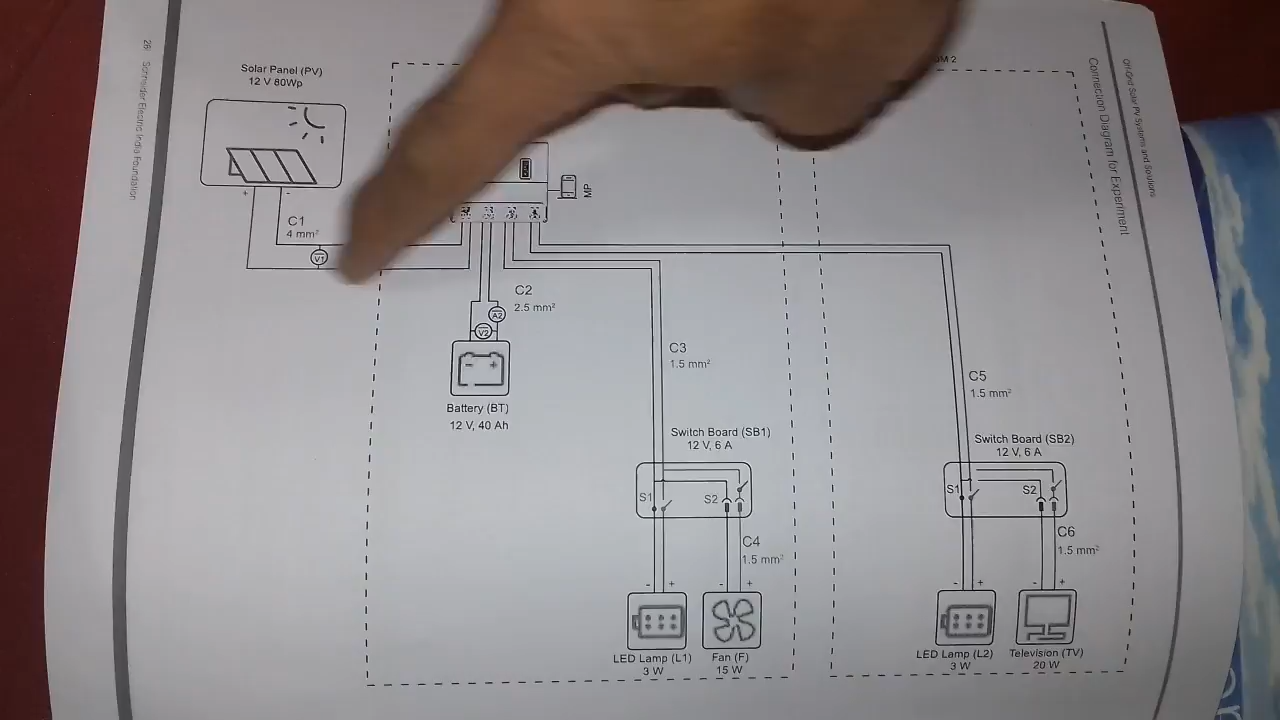 26
Schneider Electric India Foundation
Off-Grid Solar PV Systems and Solutions
Connection Diagram for Experiment
Solar Panel (PV)
12 V 80Wp
+ -
C1
4 mm²
V1
MP
C2
2.5 mm²
A2
V2
- +
Battery (BT)
12 V, 40 Ah
C3
1.5 mm²
Switch Board (SB1)
12 V, 6 A
S1
S2
C4
1.5 mm²
- +
- +
LED Lamp (L1)
3 W
Fan (F)
15 W
2
C5
1.5 mm²
Switch Board (SB2)
12 V, 6 A
S1
S2
C6
1.5 mm²
- +
- +
LED Lamp (L2)
3 W
Television (TV)
20 W